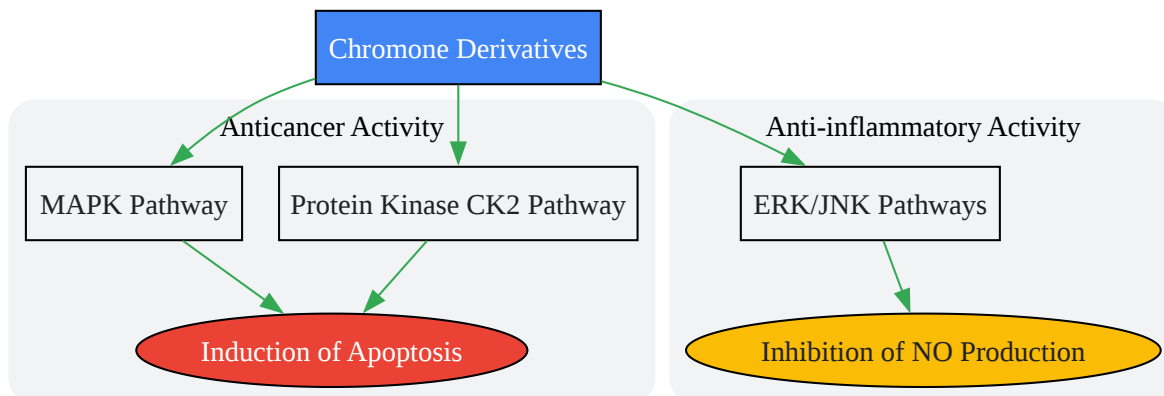 Chromone Derivatives
Anticancer Activity
Anti-inflammatory Activity
MAPK Pathway
Protein Kinase CK2 Pathway
ERK/JNK Pathways
Induction of Apoptosis
Inhibition of NO Production